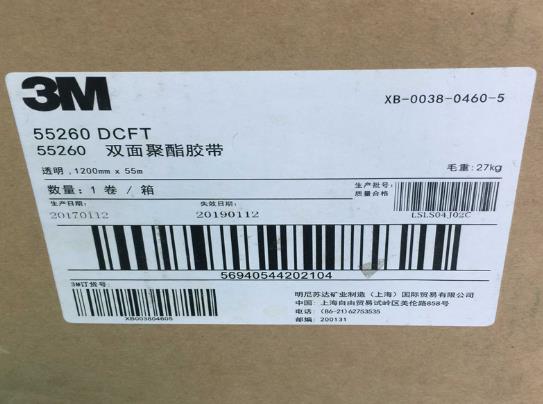 3M
XB-0038-0460-5
55260 DCFT
55260 双面聚酯胶带
透明,1200mm x 55m
毛重:27kg
数量:1 卷 / 箱
生产批号:
质量合格
生产日期:
失效日期:
20170112
20190112
LSLS04J02C
56940544202104
3M订货号:
XB003804605
明尼苏达矿业制造(上海)国际贸易有限公司
中国 上海自由贸易试验区美伦路858号
电话:(86-21)62753535
邮编:200131